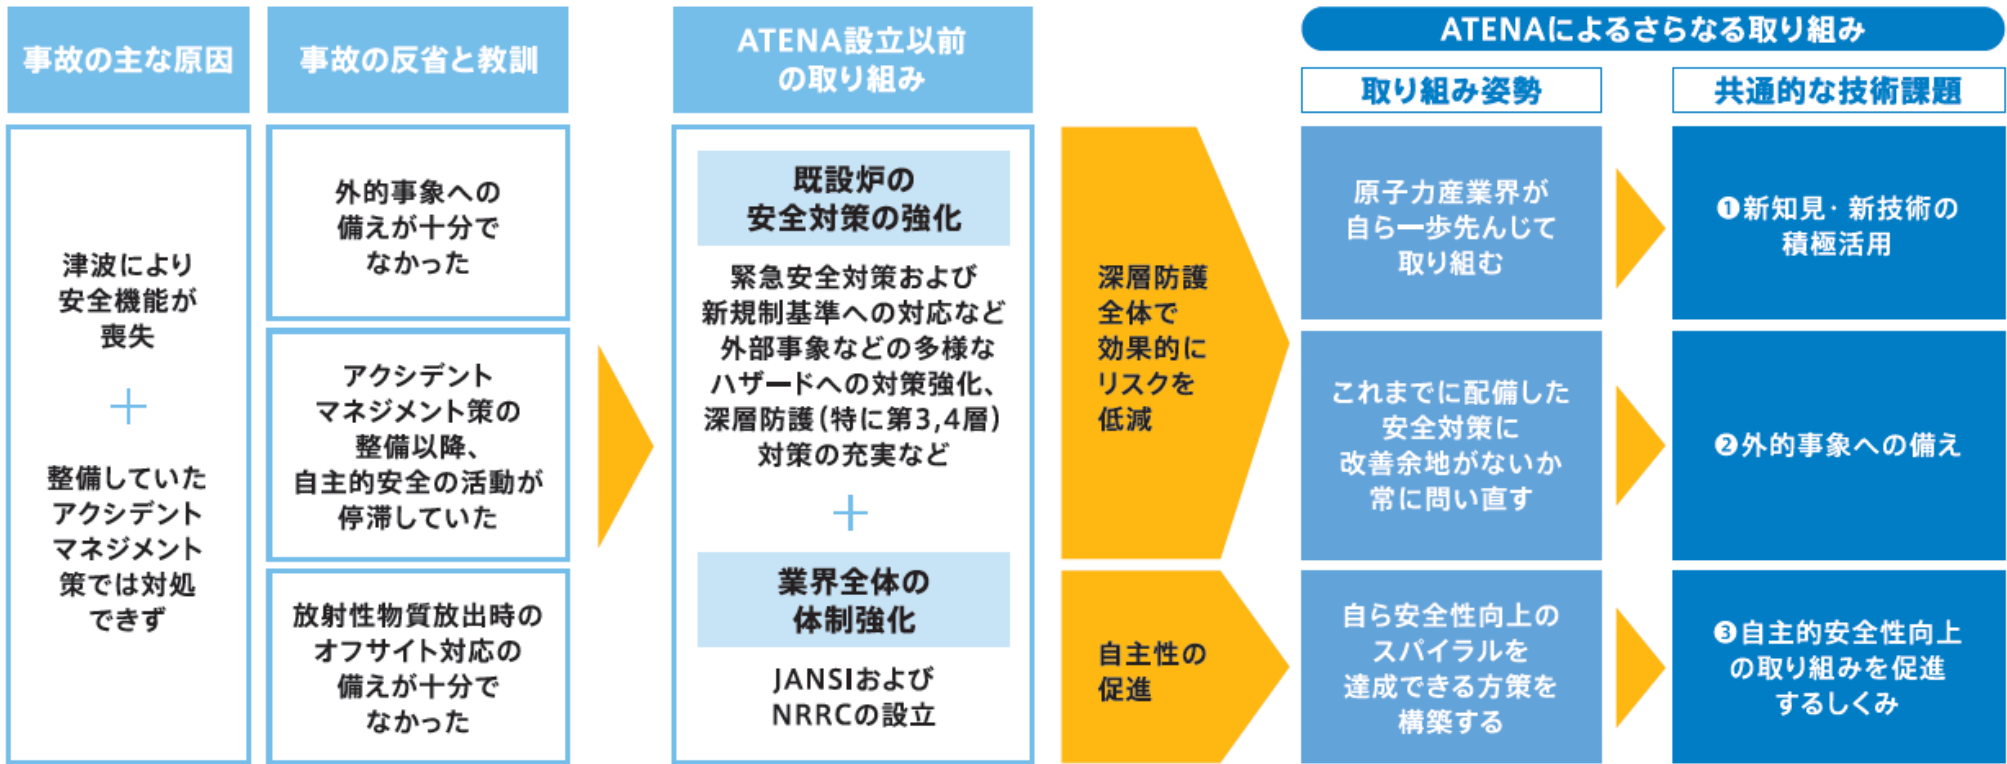 事故の主な原因
津波により
安全機能が
喪失
＋
整備していた
アクシデント
マネジメント
策では対処
できず
事故の反省と教訓
外的事象への
備えが十分で
なかった
アクシデント
マネジメント策の
整備以降、
自主的安全の活動が
停滞していた
放射性物質放出時の
オフサイト対応の
備えが十分で
なかった
ATENA設立以前
の取り組み
既設炉の
安全対策の強化
緊急安全対策および
新規制基準への対応など
外部事象などの多様な
ハザードへの対策強化、
深層防護（特に第3,4層）
対策の充実など
＋
業界全体の
体制強化
JANSIおよび
NRRCの設立
深層防護
全体で
効果的に
リスクを
低減
自主性の
促進
ATENAによるさらなる取り組み
取り組み姿勢
原子力産業界が
自ら一歩先んじて
取り組む
これまでに配備した
安全対策に
改善余地がないか
常に問い直す
自ら安全性向上の
スパイラルを
達成できる方策を
構築する
共通的な技術課題
❶新知見・新技術の
積極活用
❷外的事象への備え
❸自主的安全性向上
の取り組みを促進
するしくみ